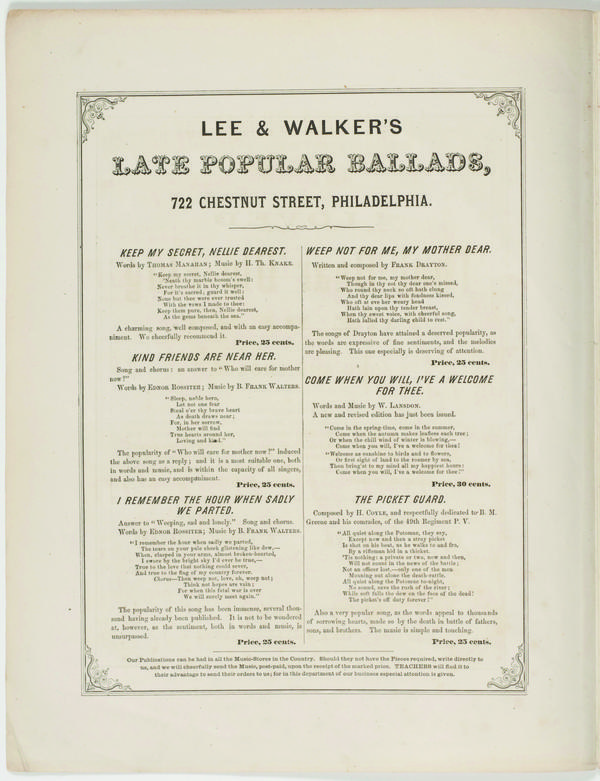 LEE & WALKER'S
LATE POPULAR BALLADS,
722 CHESTNUT STREET, PHILADELPHIA.
KEEP MY SECRET, NELLIE DEAREST.
Words by THOMAS MANAHAN; Music by H. TH. KNAKE.
"Keep my secret, Nellie dearest,
'Neath thy marble bosom's swell;
Never breathe it in thy whisper,
For it's sacred; guard it well;
None but thee were ever trusted
With the vows I made to thee;
Keep them pure, then, Nellie dearest,
As the gems beneath the sea."
A charming song, well composed, and with an easy accompa-
niment. We cheerfully recommend it.
Price, 25 cents.
KIND FRIENDS ARE NEAR HER.
Song and chorus: an answer to "Who will care for mother
now?"
Words by EDNOR ROSSITER; Music by B. FRANK WALTERS.
"Sleep, noble hero,
Let not one fear
Steal o'er thy brave heart
As death draws near;
For, in her sorrow,
Mother will find
True hearts around her,
Loving and kind."
The popularity of "Who will care for mother now?" induced
the above song as a reply; and it is a most suitable one, both
in words and music, and is within the capacity of all singers,
and also has an easy accompaniment.
Price, 25 cents.
I REMEMBER THE HOUR WHEN SADLY
WE PARTED.
Answer to "Weeping, sad and lonely." Song and chorus.
Words by EDNOR ROSSITER; Music by B. FRANK WALTERS.
"I remember the hour when sadly we parted,
The tears on your pale cheek glistening like dew,—
When, clasped in your arms, almost broken-hearted,
I swore by the bright sky I'd ever be true,—
True to the love that nothing could sever,
And true to the flag of my country forever.
Chorus—Then weep not, love, oh, weep not;
Think not hopes are vain;
For when this fatal war is over
We will surely meet again."
The popularity of this song has been immense, several thou-
sand having already been published. It is not to be wondered
at, however, as the sentiment, both in words and music, is
unsurpassed.
Price, 25 cents.
WEEP NOT FOR ME, MY MOTHER DEAR.
Written and composed by FRANK DRAYTON.
"Weep not for me, my mother dear,
Though in thy cot thy dear one's missed,
Who round thy neck so oft hath clung
And thy dear lips with fondness kissed,
Who oft at eve her weary head
Hath lain upon thy tender breast,
When thy sweet voice, with cheerful song,
Hath lulled thy darling child to rest."
The songs of Drayton have attained a deserved popularity, as
the words are expressive of fine sentiments, and the melodies
are pleasing. This one especially is deserving of attention.
Price, 25 cents.
COME WHEN YOU WILL, I'VE A WELCOME
FOR THEE.
Words and Music by W. LANSDON.
A new and revised edition has just been issued.
"Come in the spring-time, come in the summer,
Come when the autumn makes leafless each tree;
Or when the chill wind of winter is blowing,—
Come when you will, I've a welcome for thee!
"Welcome as sunshine to birds and to flowers,
Or first sight of land to the roamer by sea,
Thou bring'st to my mind all my happiest hours:
Come when you will, I've a welcome for thee!"
Price, 30 cents.
THE PICKET GUARD.
Composed by H. COYLE, and respectfully dedicated to B. M.
Greene and his comrades, of the 49th Regiment P. V.
"All quiet along the Potomac, they say,
Except now and then a stray picket
Is shot on his beat, as he walks to and fro,
By a rifleman hid in a thicket.
'Tis nothing: a private or two, now and then,
Will not count in the news of the battle;
Not an officer lost,—only one of the men
Moaning out alone the death-rattle.
All quiet along the Potomac to-night,
No sound, save the rush of the river;
While soft falls the dew on the face of the dead!
The picket's off duty forever!"
Also a very popular song, as the words appeal to thousands
of sorrowing hearts, made so by the death in battle of fathers,
sons, and brothers. The music is simple and touching.
Price, 25 cents.
Our Publications can be had in all the Music-Stores in the Country. Should they not have the Pieces required, write directly to
us, and we will cheerfully send the Music, post-paid, upon the receipt of the marked price. TEACHERS will find it to
their advantage to send their orders to us; for in this department of our business especial attention is given.